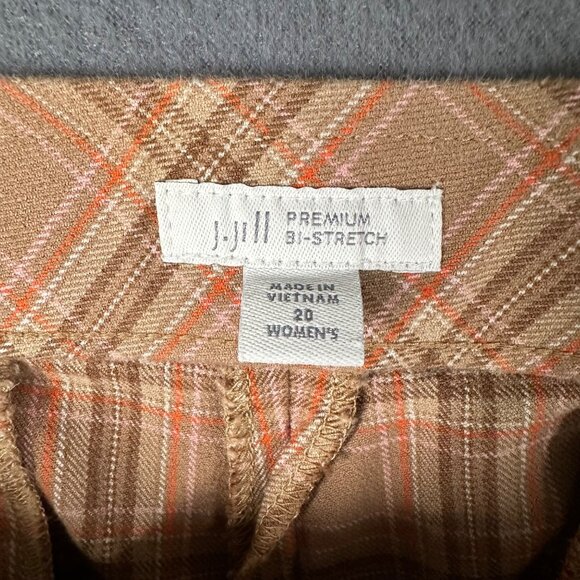 J.Jill PREMIUM
BI-STRETCH
MADE IN
VIETNAM
20
WOMEN'S